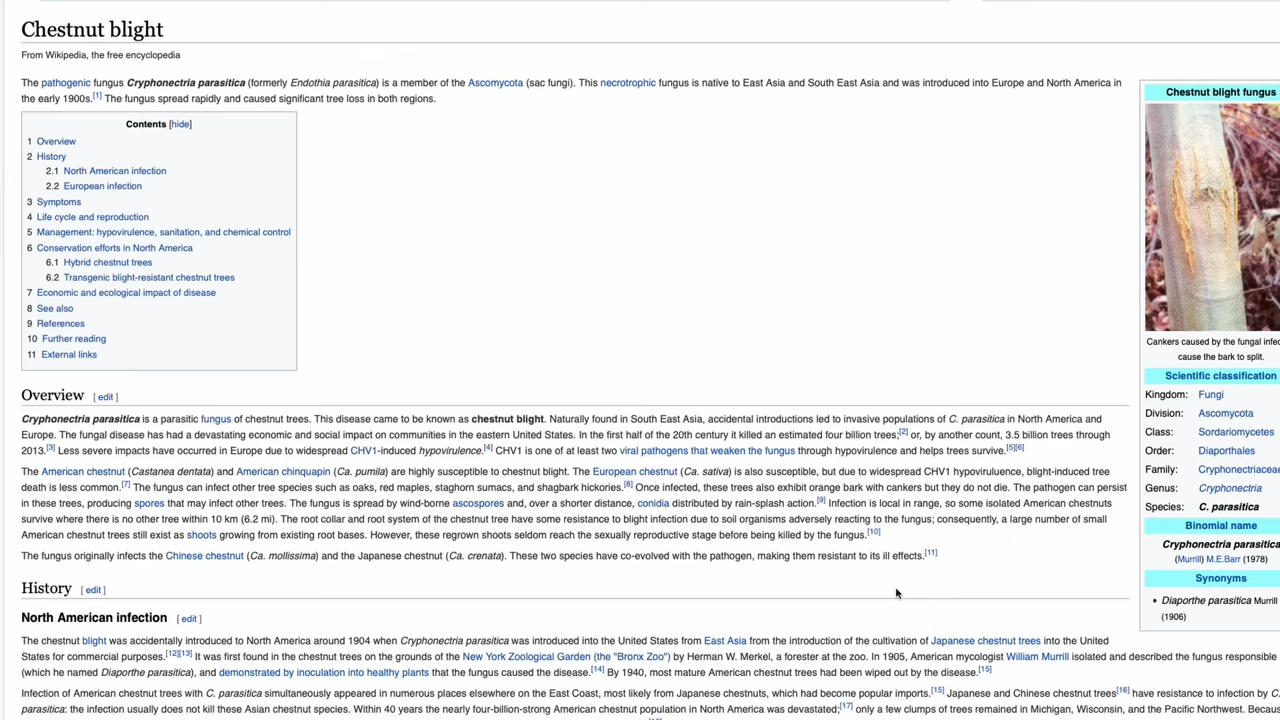 Chestnut blight
From Wikipedia, the free encyclopedia
The pathogenic fungus Cryphonectria parasitica (formerly Endothia parasitica) is a member of the Ascomycota (sac fungi). This necrotrophic fungus is native to East Asia and South East Asia and was introduced into Europe and North America in
the early 1900s.[1] The fungus spread rapidly and caused significant tree loss in both regions.
Contents [hide]
1 Overview
2 History
2.1 North American infection
2.2 European infection
3 Symptoms
4 Life cycle and reproduction
5 Management: hypovirulence, sanitation, and chemical control
6 Conservation efforts in North America
6.1 Hybrid chestnut trees
6.2 Transgenic blight-resistant chestnut trees
7 Economic and ecological impact of disease
8 See also
9 References
10 Further reading
11 External links
Overview [ edit ]
Cryphonectria parasitica is a parasitic fungus of chestnut trees. This disease came to be known as chestnut blight. Naturally found in South East Asia, accidental introductions led to invasive populations of C. parasitica in North America and
Europe. The fungal disease has had a devastating economic and social impact on communities in the eastern United States. In the first half of the 20th century it killed an estimated four billion trees;[2] or, by another count, 3.5 billion trees through
2013.[3] Less severe impacts have occurred in Europe due to widespread CHV1-induced hypovirulence.[4] CHV1 is one of at least two viral pathogens that weaken the fungus through hypovirulence and helps trees survive.[5][6]
The American chestnut (Castanea dentata) and American chinquapin (Ca. pumila) are highly susceptible to chestnut blight. The European chestnut (Ca. sativa) is also susceptible, but due to widespread CHV1 hypoviruluence, blight-induced tree
death is less common.[7] The fungus can infect other tree species such as oaks, red maples, staghorn sumacs, and shagbark hickories.[8] Once infected, these trees also exhibit orange bark with cankers but they do not die. The pathogen can persist
in these trees, producing spores that may infect other trees. The fungus is spread by wind-borne ascospores and, over a shorter distance, conidia distributed by rain-splash action.[9] Infection is local in range, so some isolated American chestnuts
survive where there is no other tree within 10 km (6.2 mi). The root collar and root system of the chestnut tree have some resistance to blight infection due to soil organisms adversely reacting to the fungus; consequently, a large number of small
American chestnut trees still exist as shoots growing from existing root bases. However, these regrown shoots seldom reach the sexually reproductive stage before being killed by the fungus.[10]
The fungus originally infects the Chinese chestnut (Ca. mollissima) and the Japanese chestnut (Ca. crenata). These two species have co-evolved with the pathogen, making them resistant to its ill effects.[11]
History [ edit ]
North American infection [ edit ]
The chestnut blight was accidentally introduced to North America around 1904 when Cryphonectria parasitica was introduced into the United States from East Asia from the introduction of the cultivation of Japanese chestnut trees into the United
States for commercial purposes.[12][13] It was first found in the chestnut trees on the grounds of the New York Zoological Garden (the "Bronx Zoo") by Herman W. Merkel, a forester at the zoo. In 1905, American mycologist William Murrill isolated and described the fungus responsible
(which he named Diaporthe parasitica), and demonstrated by inoculation into healthy plants that the fungus caused the disease.[14] By 1940, most mature American chestnut trees had been wiped out by the disease.[15]
Infection of American chestnut trees with C. parasitica simultaneously appeared in numerous places elsewhere on the East Coast, most likely from Japanese chestnuts, which had become popular imports.[15] Japanese and Chinese chestnut trees[16] have resistance to infection by C.
parasitica: the infection usually does not kill these Asian chestnut species. Within 40 years the nearly four-billion-strong American chestnut population in North America was devastated;[17] only a few clumps of trees remained in Michigan, Wisconsin, and the Pacific Northwest. Becau
Chestnut blight fungus
Cankers caused by the fungal infec
cause the bark to split.
Scientific classification
Kingdom: Fungi
Division: Ascomycota
Class: Sordariomycetes
Order: Diaporthales
Family: Cryphonectriacea
Genus: Cryphonectria
Species: C. parasitica
Binomial name
Cryphonectria parasitica
(Murrill) M.E.Barr (1978)
Synonyms
• Diaporthe parasitica Murrill
(1906)